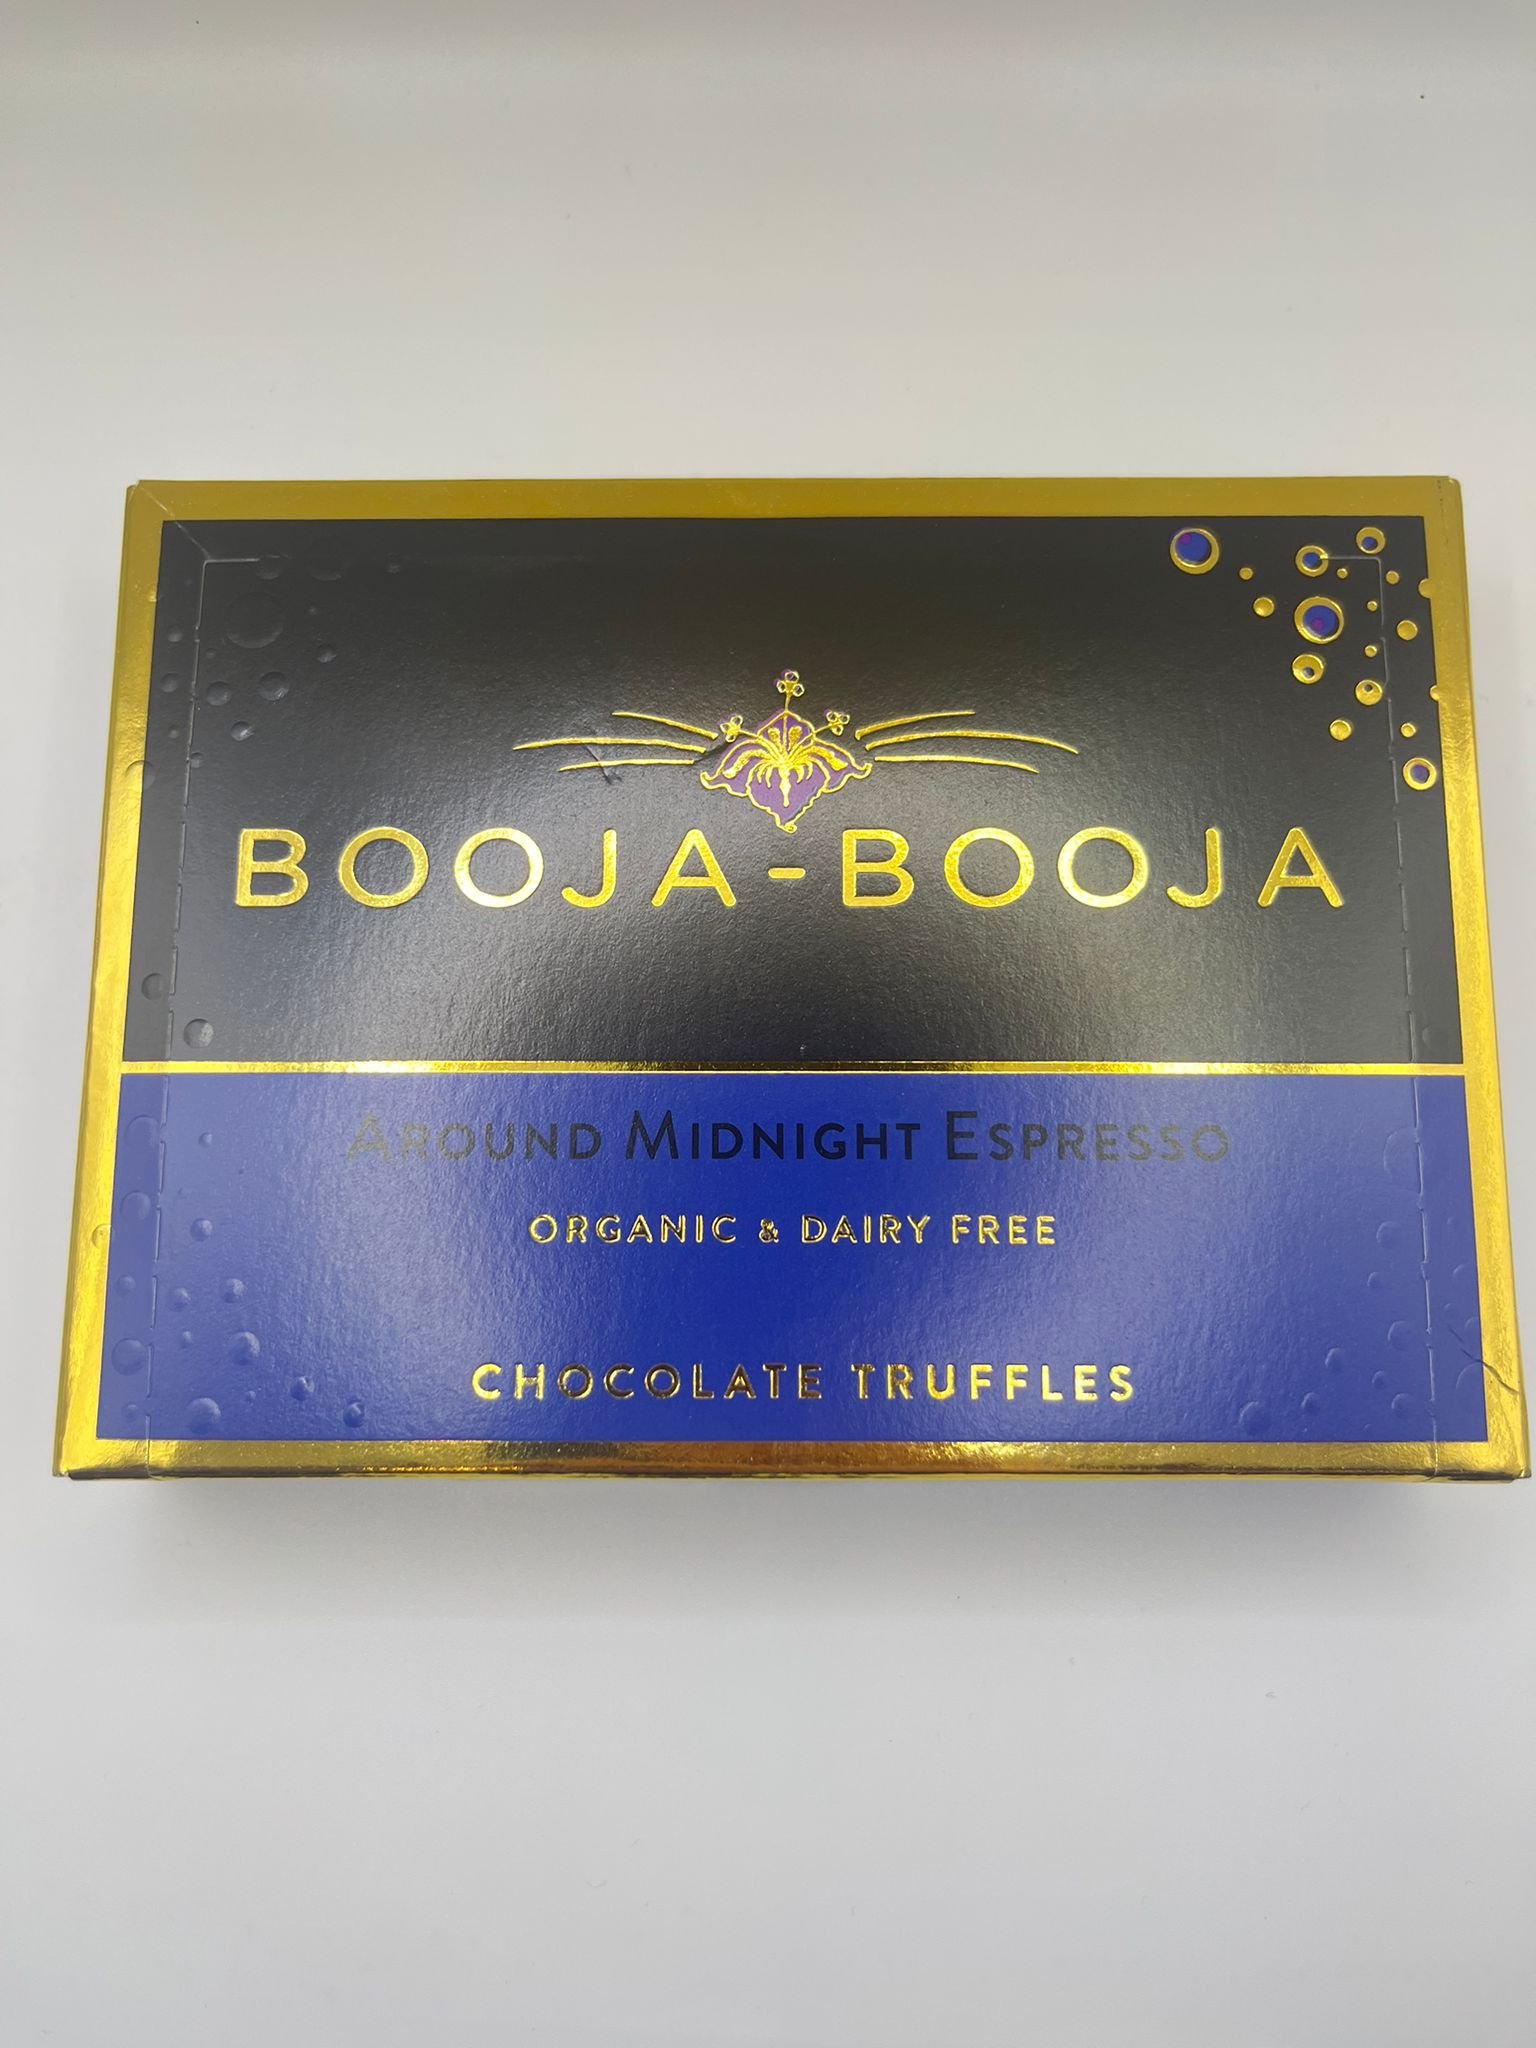 BOOJA-BOOJA
AROUND MIDNIGHT ESPRESSO
ORGANIC & DAIRY FREE
CHOCOLATE TRUFFLES